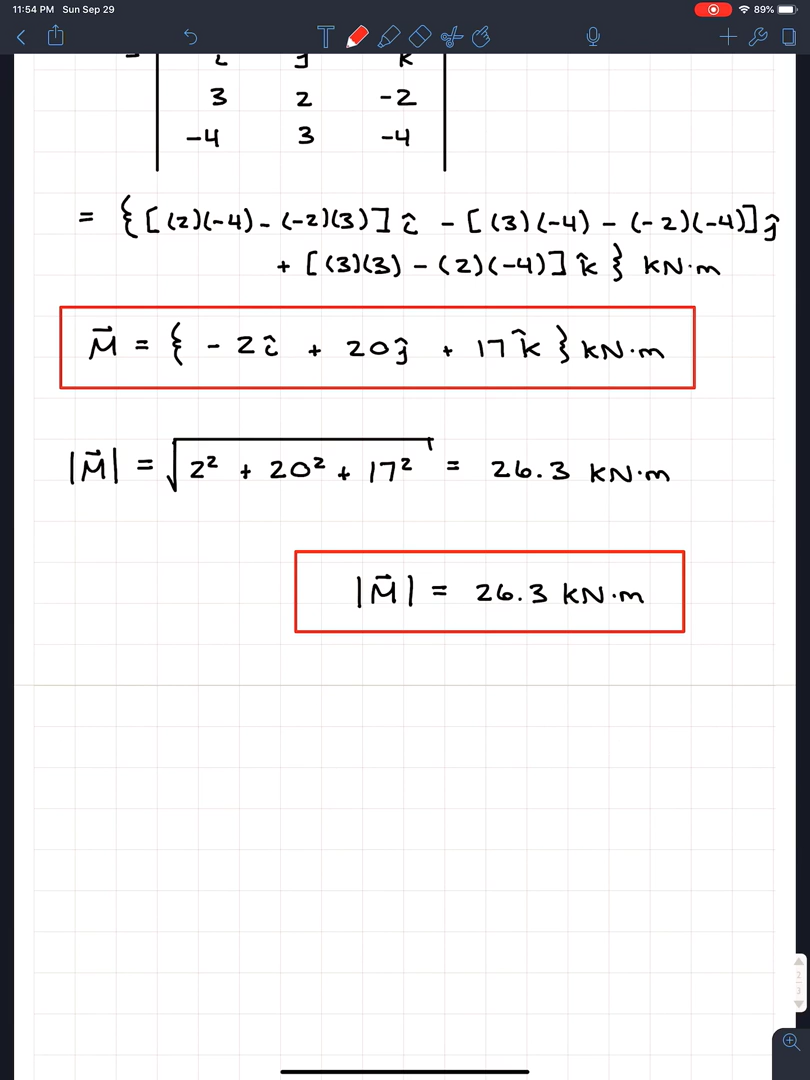 11:54 PM Sun Sep 29
89%
T
= | î ĵ k̂ |
3 2 -2
-4 3 -4
= {[(2)(-4) - (-2)(3)] î - [(3)(-4) - (-2)(-4)] ĵ
+ [(3)(3) - (2)(-4)] k̂ } kN·m
M⃗ = { - 2î + 20ĵ + 17k̂ } kN·m
|M⃗| = √(2² + 20² + 17²) = 26.3 kN·m
|M⃗| = 26.3 kN·m